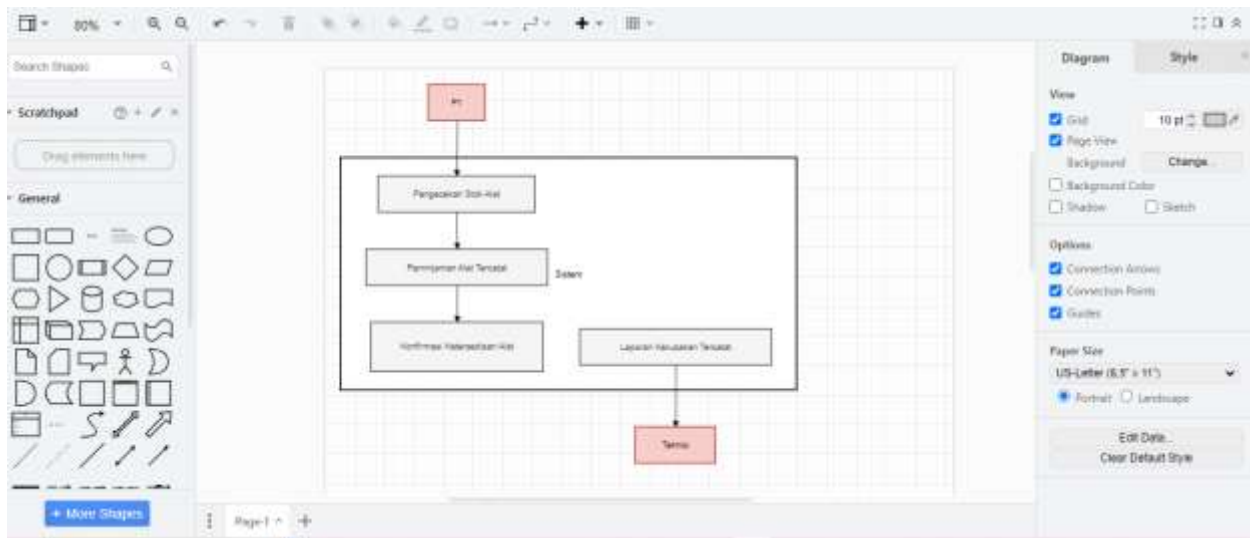 80%
Search Shapes
Scratchpad
Drag elements here
General
+ More Shapes
Page-1
Pengecekan Stok Alat
Peminjaman Alat Tercatat
Sistem
Konfirmasi Ketersediaan Alat
Laporan Kerusakan Tercatat
Teknisi
Diagram
Style
View
Grid
10 pt
Page View
Background
Change...
Background Color
Shadow
Sketch
Options
Connection Arrows
Connection Points
Guides
Paper Size
US-Letter (8,5" x 11")
Portrait
Landscape
Edit Data...
Clear Default Style